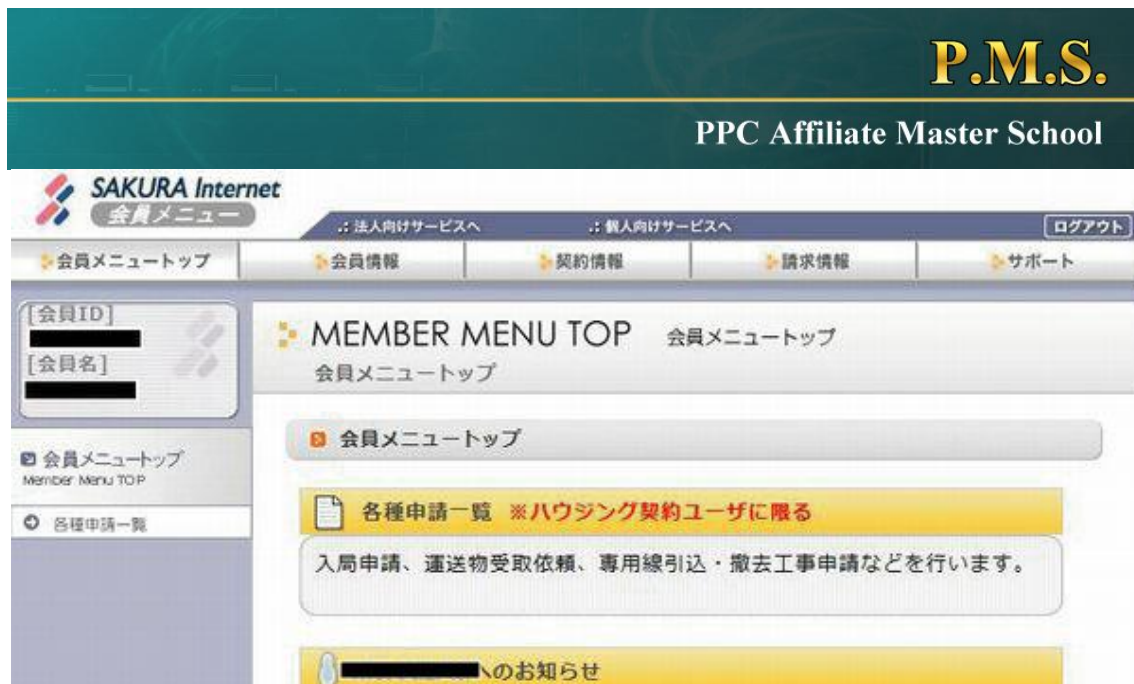 P.M.S.
PPC Affiliate Master School
SAKURA Internet
会員メニュー
.: 法人向けサービスへ .: 個人向けサービスへ ログアウト
会員メニュートップ 会員情報 契約情報 請求情報 サポート
[会員ID]
[会員名]
MEMBER MENU TOP 会員メニュートップ
会員メニュートップ
会員メニュートップ
会員メニュートップ
Member Menu TOP
各種申請一覧
各種申請一覧 ※ハウジング契約ユーザに限る
入局申請、運送物受取依頼、専用線引込・撤去工事申請などを行います。
へのお知らせ